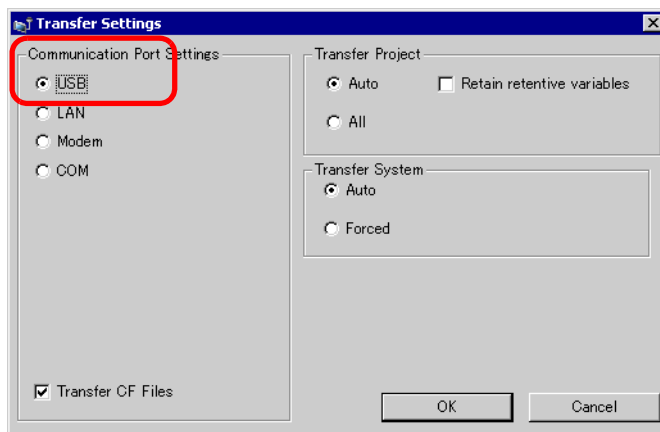 Transfer Settings
Communication Port Settings
USB
LAN
Modem
COM
Transfer CF Files
Transfer Project
Auto
Retain retentive variables
All
Transfer System
Auto
Forced
OK
Cancel